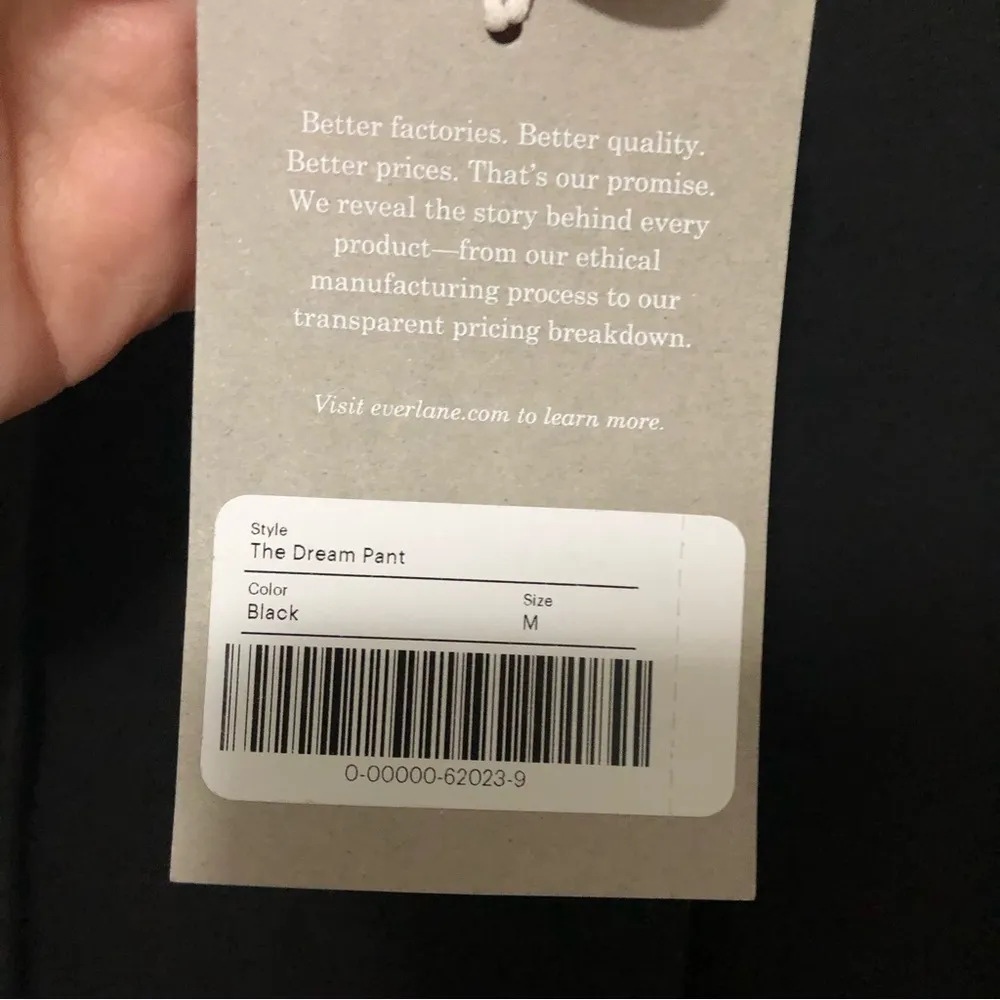 Better factories. Better quality.
Better prices. That's our promise.
We reveal the story behind every
product—from our ethical
manufacturing process to our
transparent pricing breakdown.
Visit everlane.com to learn more.
Style
The Dream Pant
Color
Black
Size
M
0-00000-62023-9